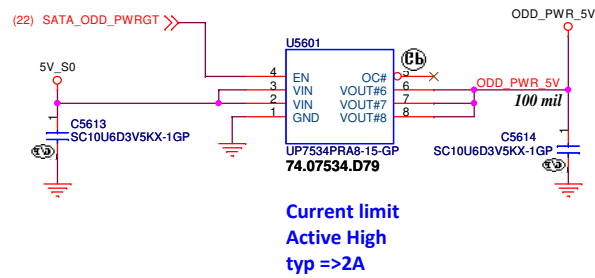 (22) SATA_ODD_PWRGT
ODD_PWR_5V
5V_S0
U5601
4 EN OC# 5
3 VIN VOUT#6 6 ODD_PWR_5V
2 VIN VOUT#7 7 100 mil
1 GND VOUT#8 8
1 C5613
SC10U6D3V5KX-1GP
UP7534PRA8-15-GP
74.07534.D79
C5614 1
SC10U6D3V5KX-1GP
Current limit
Active High
typ =>2A